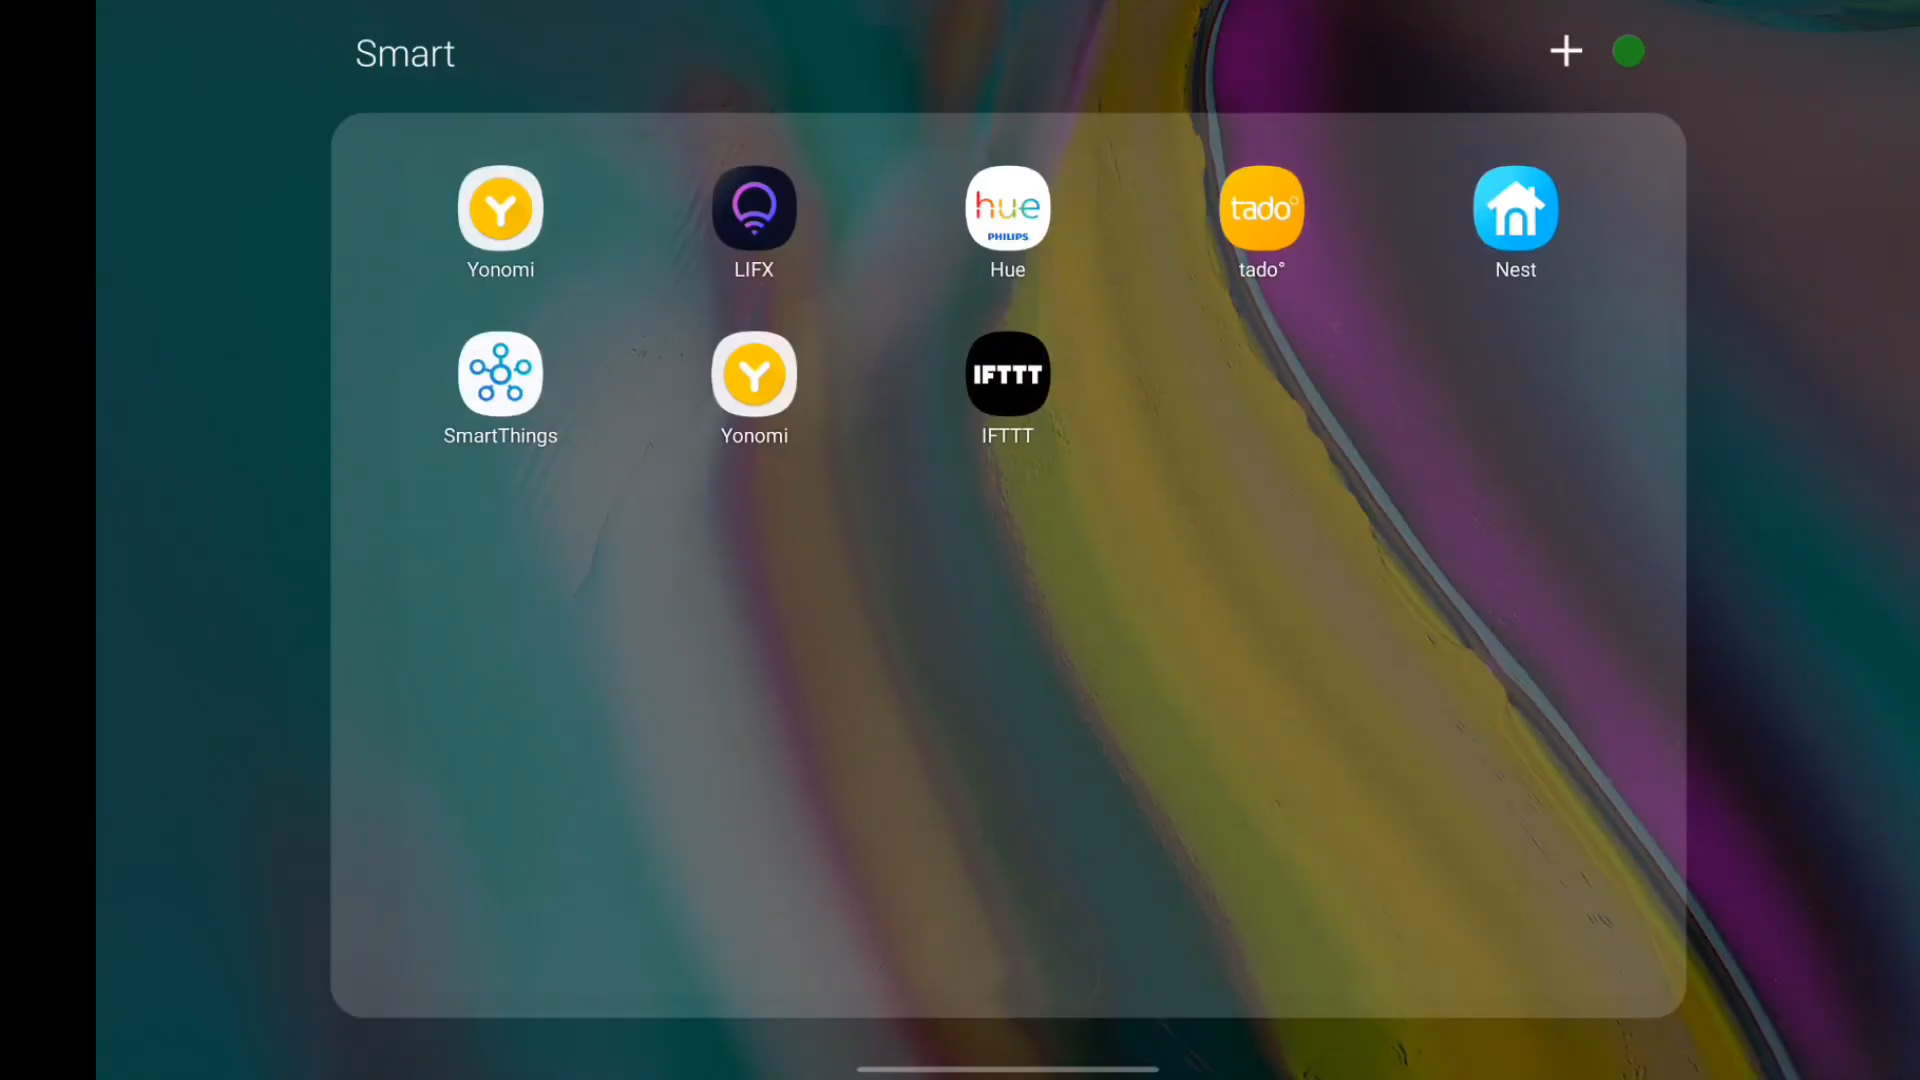 Smart
Y
hue
PHILIPS
tado°
Yonomi
LIFX
Hue
tado°
Nest
Y
IFTTT
SmartThings
Yonomi
IFTTT